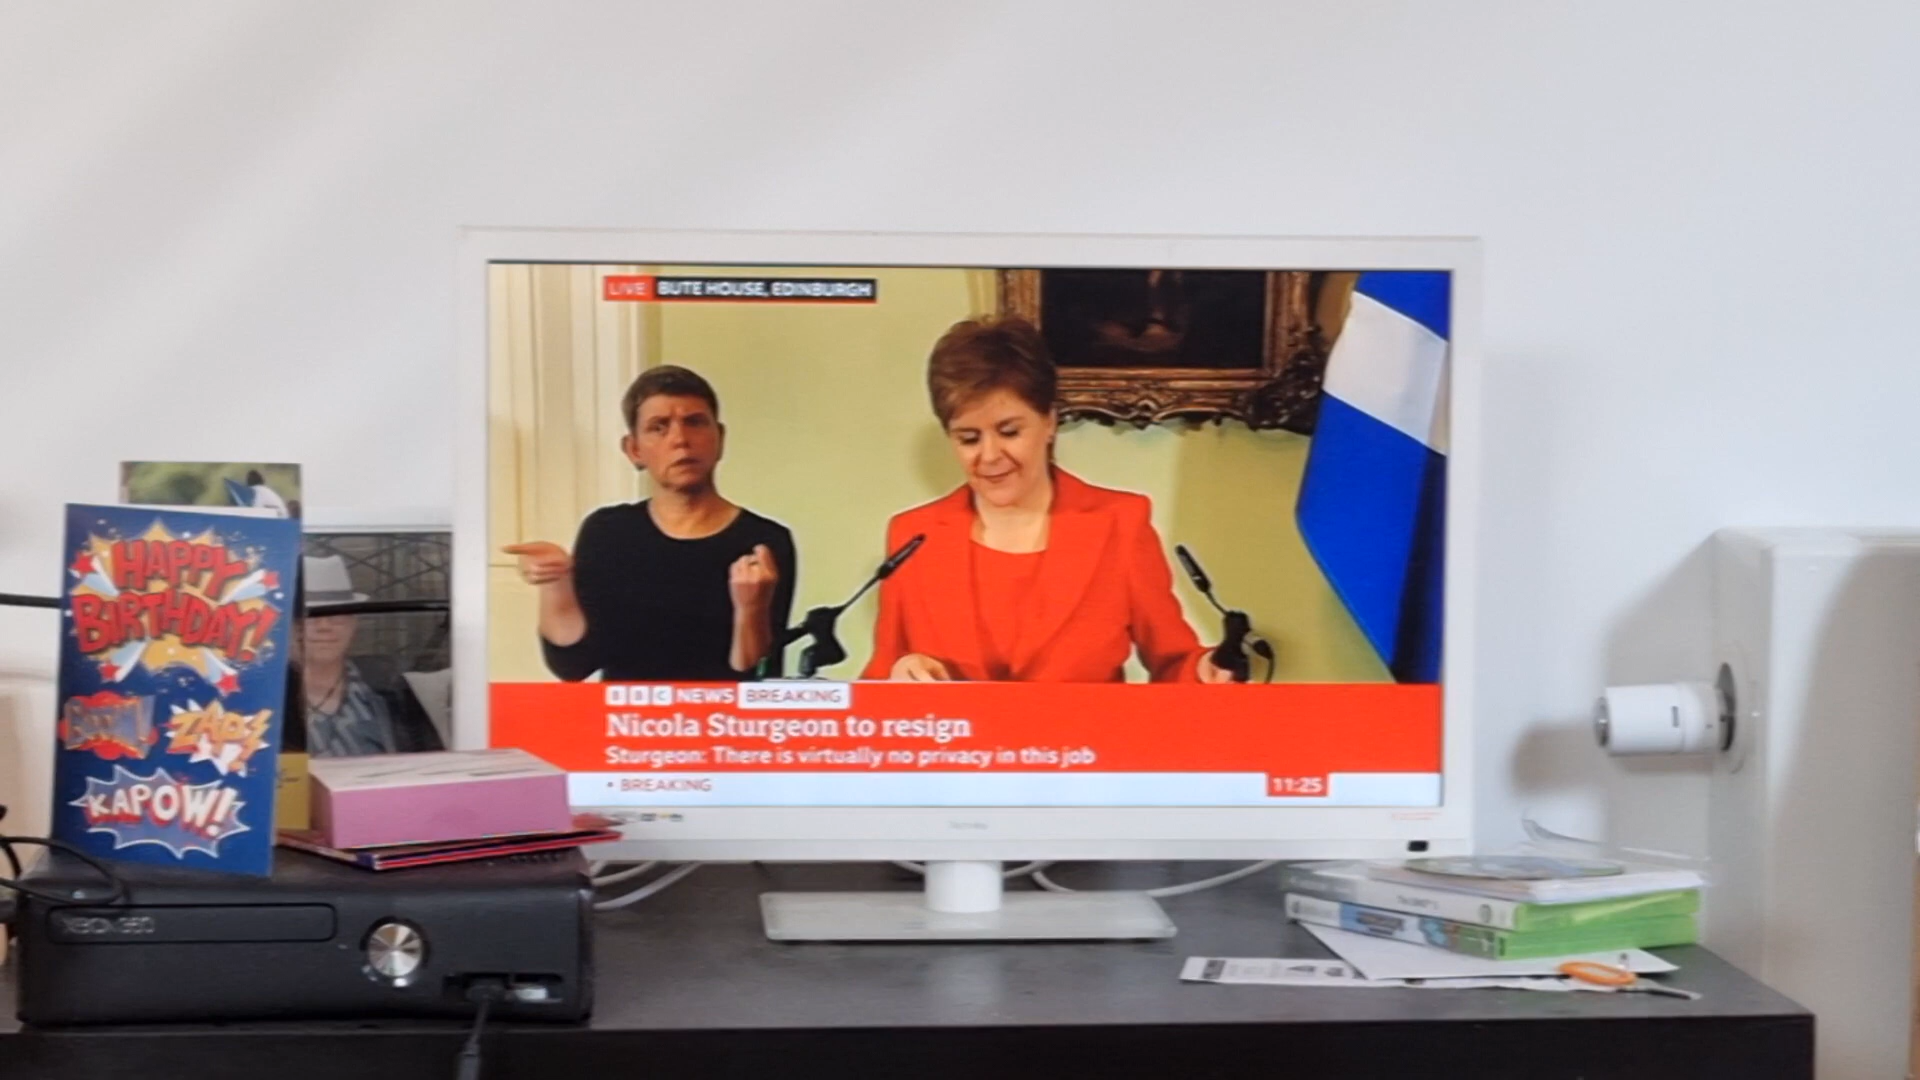 LIVE BUTE HOUSE, EDINBURGH
BBC NEWS BREAKING
Nicola Sturgeon to resign
Sturgeon: There is virtually no privacy in this job
• BREAKING
11:25
HAPPY
BIRTHDAY!
BOOM!
ZAP!
KAPOW!
XBOX 360